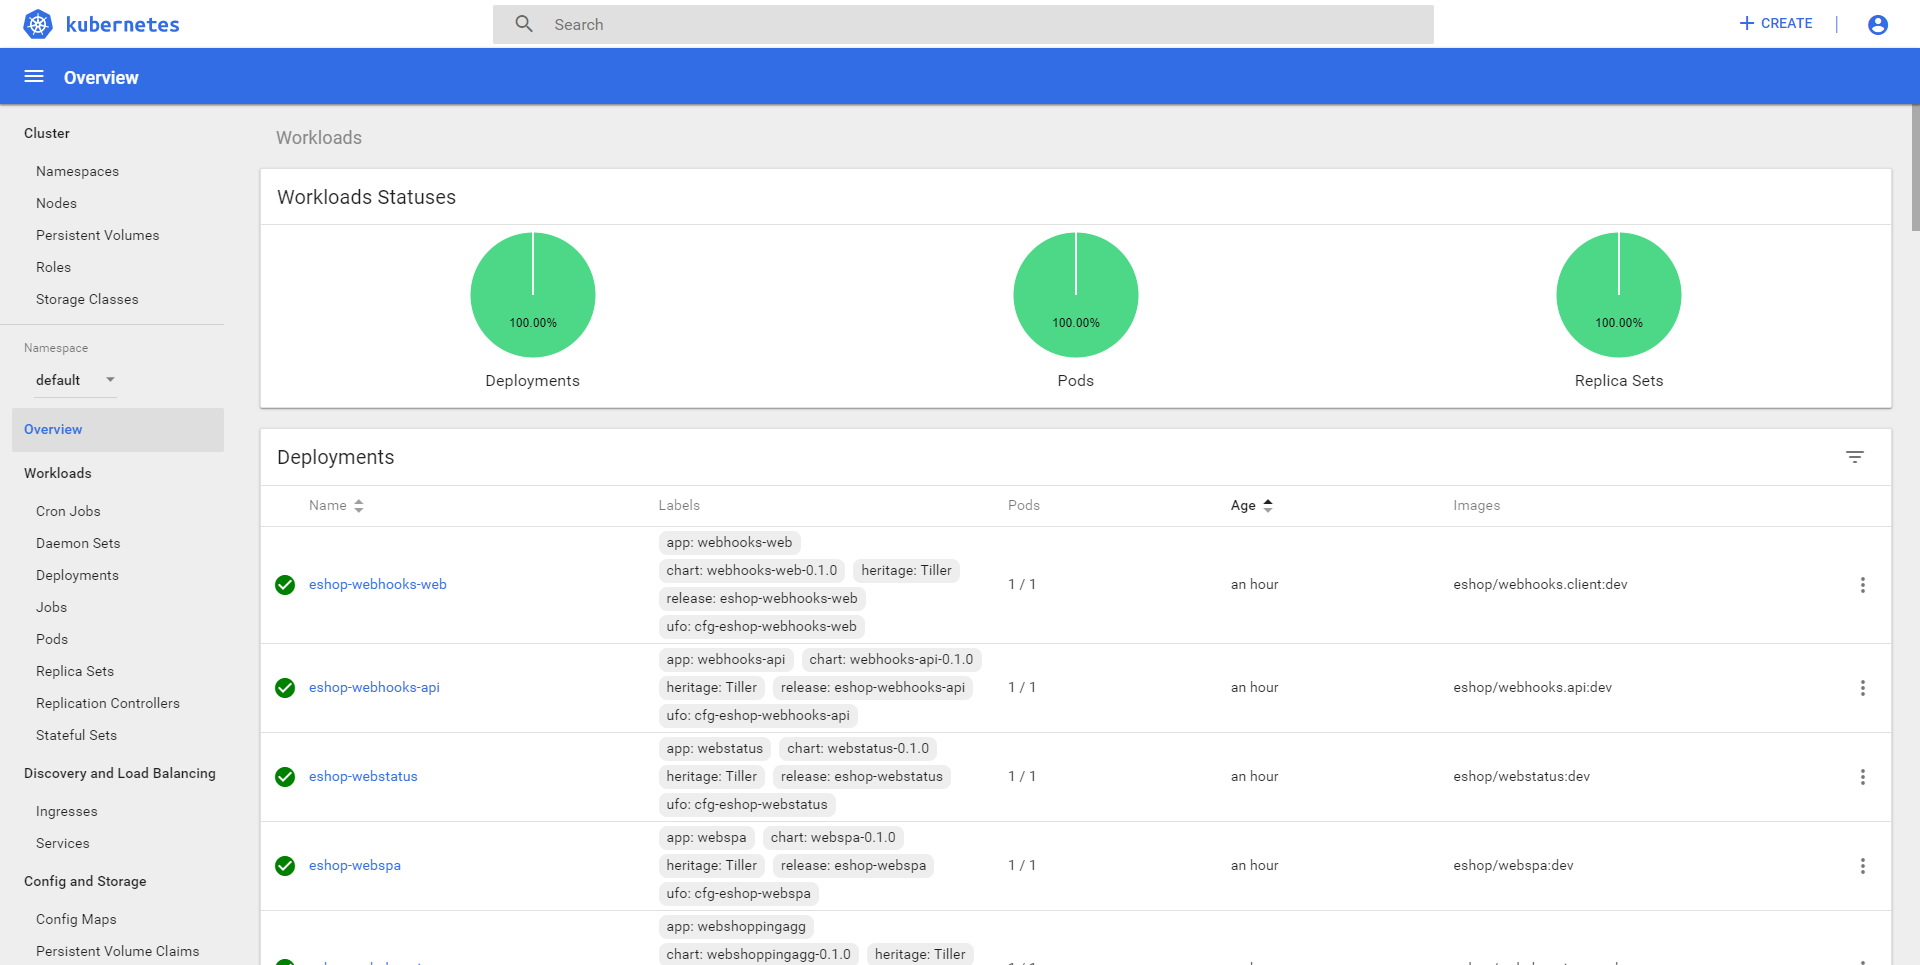 kubernetes
Search
CREATE
Overview
Cluster
Namespaces
Nodes
Persistent Volumes
Roles
Storage Classes
Namespace
default
Overview
Workloads
Cron Jobs
Daemon Sets
Deployments
Jobs
Pods
Replica Sets
Replication Controllers
Stateful Sets
Discovery and Load Balancing
Ingresses
Services
Config and Storage
Config Maps
Persistent Volume Claims
Workloads
Workloads Statuses
100.00%
100.00%
100.00%
Deployments
Pods
Replica Sets
Deployments
Name Labels Pods Age Images
app: webhooks-web
chart: webhooks-web-0.1.0 heritage: Tiller
eshop-webhooks-web 1 / 1 an hour eshop/webhooks.client:dev
release: eshop-webhooks-web
ufo: cfg-eshop-webhooks-web
app: webhooks-api chart: webhooks-api-0.1.0
eshop-webhooks-api heritage: Tiller release: eshop-webhooks-api 1 / 1 an hour eshop/webhooks.api:dev
ufo: cfg-eshop-webhooks-api
app: webstatus chart: webstatus-0.1.0
eshop-webstatus heritage: Tiller release: eshop-webstatus 1 / 1 an hour eshop/webstatus:dev
ufo: cfg-eshop-webstatus
app: webspa chart: webspa-0.1.0
eshop-webspa heritage: Tiller release: eshop-webspa 1 / 1 an hour eshop/webspa:dev
ufo: cfg-eshop-webspa
app: webshoppingagg
chart: webshoppingagg-0.1.0 heritage: Tiller